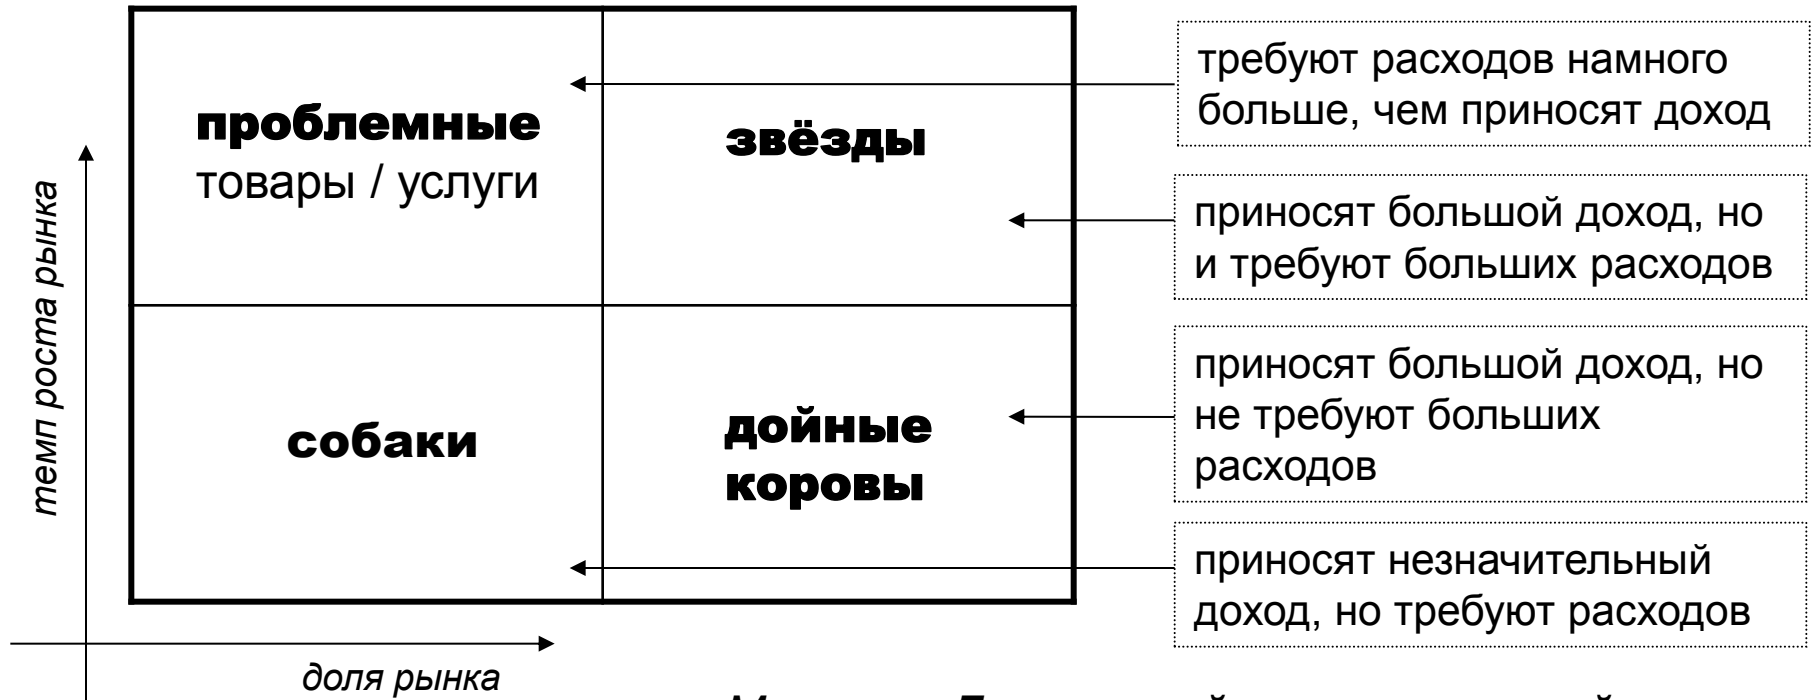 проблемные
товары / услуги
звёзды
собаки
дойные
коровы
требуют расходов намного
больше, чем приносят доход
приносят большой доход, но
и требуют больших расходов
приносят большой доход, но
не требуют больших
расходов
приносят незначительный
доход, но требуют расходов
темп роста рынка
доля рынка